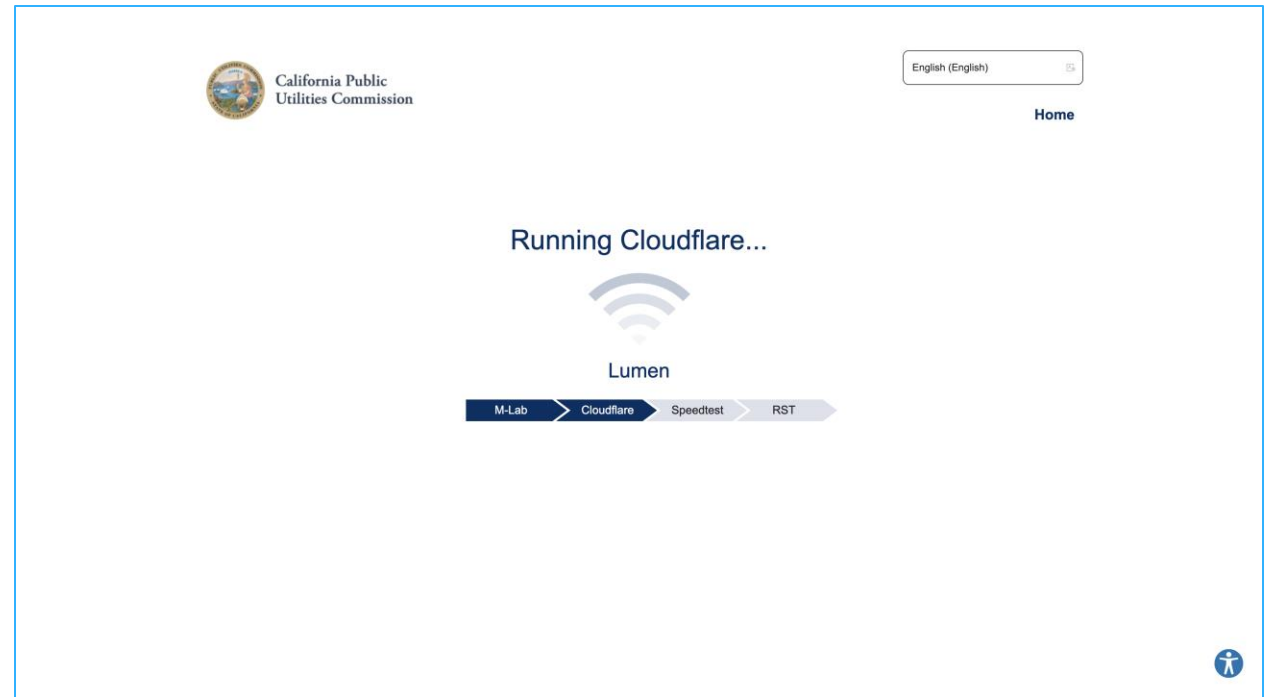 California Public
Utilities Commission
English (English)
Home
Running Cloudflare...
Lumen
M-Lab Cloudflare Speedtest RST